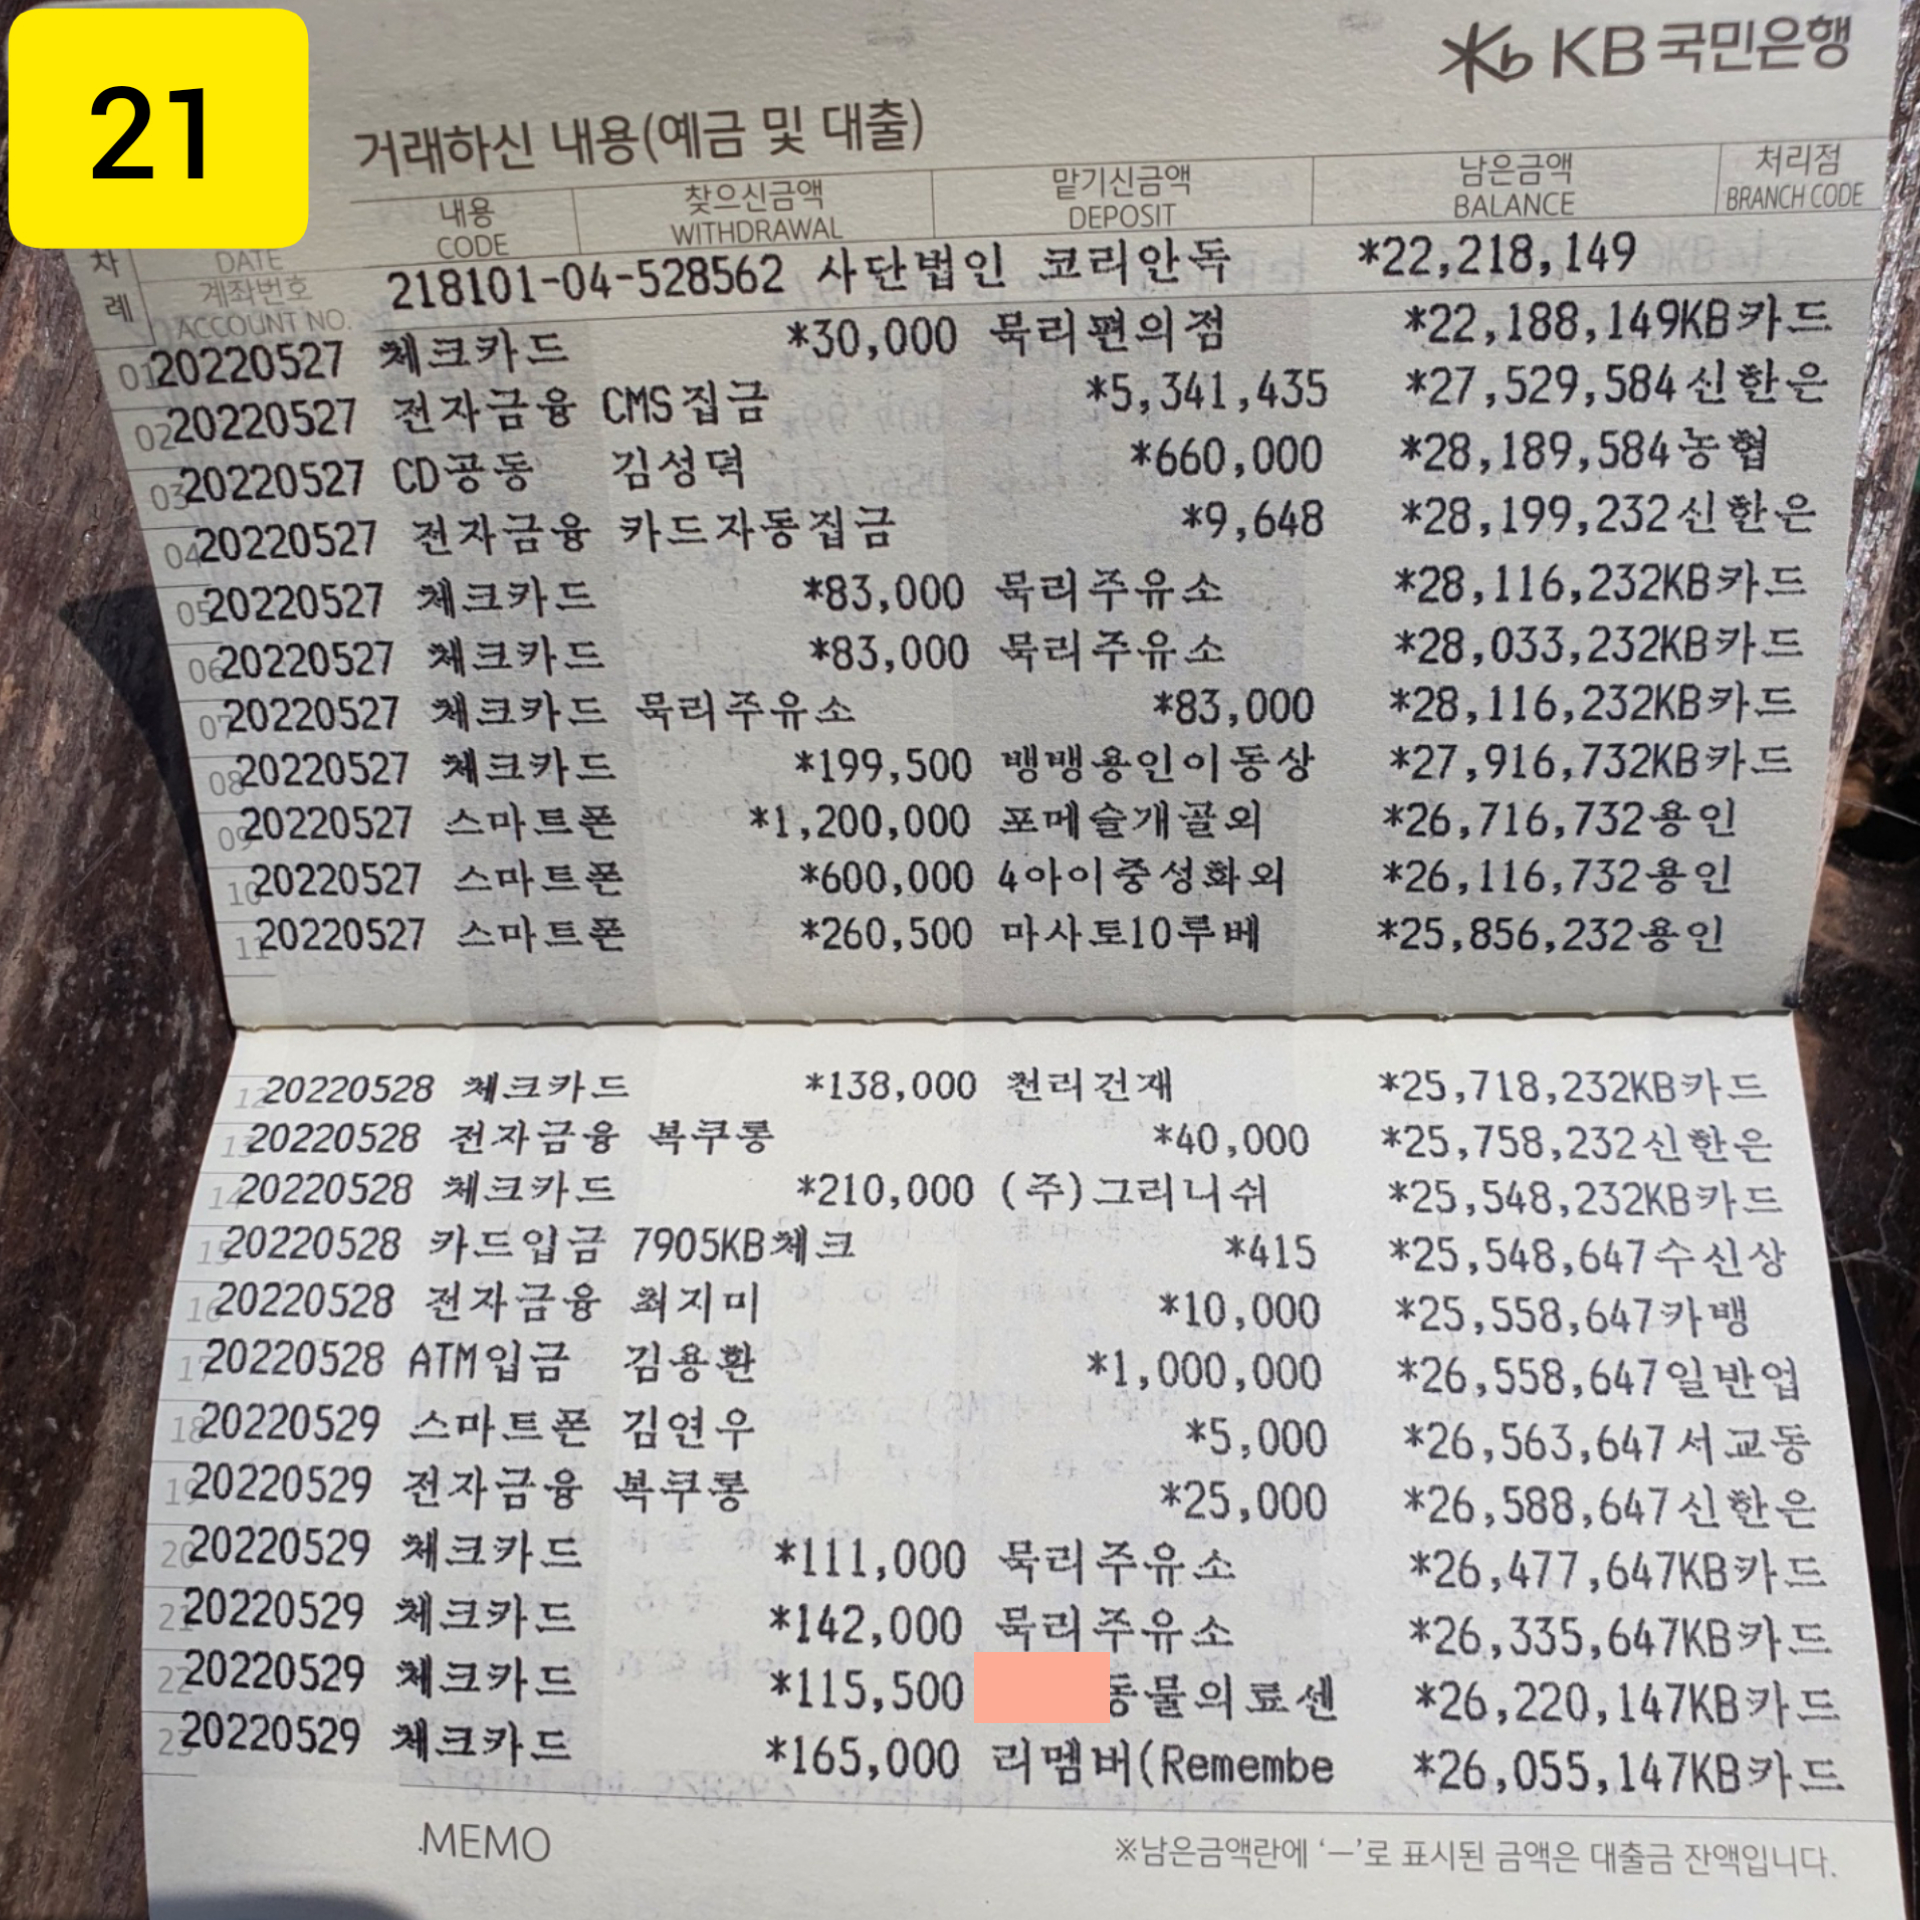 21
KB 국민은행
거래하신 내용(예금 및 대출)
차례 DATE 내용 CODE 찾으신금액 WITHDRAWAL 맡기신금액 DEPOSIT 남은금액 BALANCE 처리점 BRANCH CODE
계좌번호 ACCOUNT NO. 218101-04-528562 사단법인 코리안독 *22,218,149
01 20220527 체크카드 *30,000 묵리편의점 *22,188,149KB카드
02 20220527 전자금융 CMS집금 *5,341,435 *27,529,584신한은
03 20220527 CD공동 김성덕 *660,000 *28,189,584농협
04 20220527 전자금융 카드자동집금 *9,648 *28,199,232신한은
05 20220527 체크카드 *83,000 묵리주유소 *28,116,232KB카드
06 20220527 체크카드 *83,000 묵리주유소 *28,033,232KB카드
07 20220527 체크카드 묵리주유소 *83,000 *28,116,232KB카드
08 20220527 체크카드 *199,500 뱅뱅용인이동상 *27,916,732KB카드
09 20220527 스마트폰 *1,200,000 포메슬개골외 *26,716,732용인
10 20220527 스마트폰 *600,000 4아이중성화외 *26,116,732용인
11 20220527 스마트폰 *260,500 마사토10루베 *25,856,232용인
12 20220528 체크카드 *138,000 천리건재 *25,718,232KB카드
13 20220528 전자금융 복쿠롱 *40,000 *25,758,232신한은
14 20220528 체크카드 *210,000 (주)그리니쉬 *25,548,232KB카드
15 20220528 카드입금 7905KB체크 *415 *25,548,647수신상
16 20220528 전자금융 최지미 *10,000 *25,558,647카뱅
17 20220528 ATM입금 김용환 *1,000,000 *26,558,647일반업
18 20220529 스마트폰 김연우 *5,000 *26,563,647서교동
19 20220529 전자금융 복쿠롱 *25,000 *26,588,647신한은
20 20220529 체크카드 *111,000 묵리주유소 *26,477,647KB카드
21 20220529 체크카드 *142,000 묵리주유소 *26,335,647KB카드
22 20220529 체크카드 *115,500 동물의료센 *26,220,147KB카드
23 20220529 체크카드 *165,000 리멤버(Remembe *26,055,147KB카드
.MEMO
※남은금액란에 ‘―’로 표시된 금액은 대출금 잔액입니다.